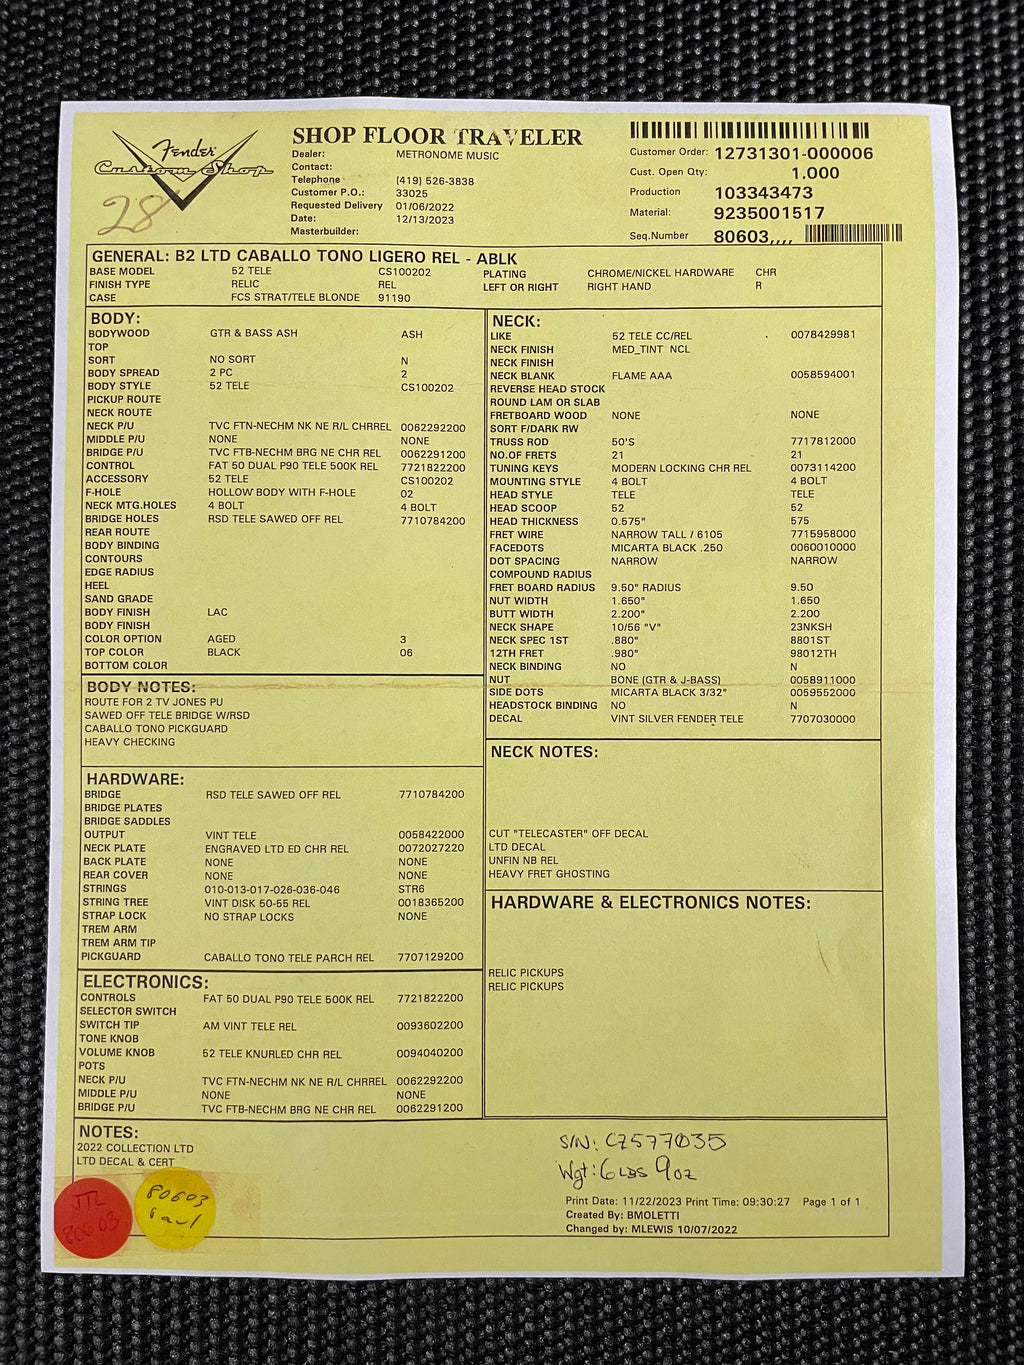 Fender
Custom Shop
28
SHOP FLOOR TRAVELER
Dealer: METRONOME MUSIC
Contact:
Telephone (419) 526-3838
Customer P.O.: 33025
Requested Delivery 01/06/2022
Date: 12/13/2023
Masterbuilder:
Customer Order: 12731301-000006
Cust. Open Qty: 1.000
Production 103343473
Material: 9235001517
Seq.Number 80603,,,,
GENERAL: B2 LTD CABALLO TONO LIGERO REL - ABLK
BASE MODEL 52 TELE CS100202 PLATING CHROME/NICKEL HARDWARE CHR
FINISH TYPE RELIC REL LEFT OR RIGHT RIGHT HAND R
CASE FCS STRAT/TELE BLONDE 91190
BODY:
BODYWOOD GTR & BASS ASH ASH
TOP
SORT NO SORT N
BODY SPREAD 2 PC 2
BODY STYLE 52 TELE CS100202
PICKUP ROUTE
NECK ROUTE
NECK P/U TVC FTN-NECHM NK NE R/L CHRREL 0062292200
MIDDLE P/U NONE NONE
BRIDGE P/U TVC FTB-NECHM BRG NE CHR REL 0062291200
CONTROL FAT 50 DUAL P90 TELE 500K REL 7721822200
ACCESSORY 52 TELE CS100202
F-HOLE HOLLOW BODY WITH F-HOLE 02
NECK MTG.HOLES 4 BOLT 4 BOLT
BRIDGE HOLES RSD TELE SAWED OFF REL 7710784200
REAR ROUTE
BODY BINDING
CONTOURS
EDGE RADIUS
HEEL
SAND GRADE
BODY FINISH LAC
BODY FINISH
COLOR OPTION AGED 3
TOP COLOR BLACK 06
BOTTOM COLOR
BODY NOTES:
ROUTE FOR 2 TV JONES PU
SAWED OFF TELE BRIDGE W/RSD
CABALLO TONO PICKGUARD
HEAVY CHECKING
HARDWARE:
BRIDGE RSD TELE SAWED OFF REL 7710784200
BRIDGE PLATES
BRIDGE SADDLES
OUTPUT VINT TELE 0058422000
NECK PLATE ENGRAVED LTD ED CHR REL 0072027220
BACK PLATE NONE NONE
REAR COVER NONE NONE
STRINGS 010-013-017-026-036-046 STR6
STRING TREE VINT DISK 50-55 REL 0018365200
STRAP LOCK NO STRAP LOCKS NONE
TREM ARM
TREM ARM TIP
PICKGUARD CABALLO TONO TELE PARCH REL 7707129200
ELECTRONICS:
CONTROLS FAT 50 DUAL P90 TELE 500K REL 7721822200
SELECTOR SWITCH
SWITCH TIP AM VINT TELE REL 0093602200
TONE KNOB
VOLUME KNOB 52 TELE KNURLED CHR REL 0094040200
POTS
NECK P/U TVC FTN-NECHM NK NE R/L CHRREL 0062292200
MIDDLE P/U NONE NONE
BRIDGE P/U TVC FTB-NECHM BRG NE CHR REL 0062291200
NECK:
LIKE 52 TELE CC/REL 0078429981
NECK FINISH MED_TINT NCL
NECK FINISH
NECK BLANK FLAME AAA 0058594001
REVERSE HEAD STOCK
ROUND LAM OR SLAB
FRETBOARD WOOD NONE NONE
SORT F/DARK RW
TRUSS ROD 50'S 7717812000
NO.OF FRETS 21 21
TUNING KEYS MODERN LOCKING CHR REL 0073114200
MOUNTING STYLE 4 BOLT 4 BOLT
HEAD STYLE TELE TELE
HEAD SCOOP 52 52
HEAD THICKNESS 0.575" 575
FRET WIRE NARROW TALL / 6105 7715958000
FACEDOTS MICARTA BLACK .250 0060010000
DOT SPACING NARROW NARROW
COMPOUND RADIUS
FRET BOARD RADIUS 9.50" RADIUS 9.50
NUT WIDTH 1.650" 1.650
BUTT WIDTH 2.200" 2.200
NECK SHAPE 10/56 "V" 23NKSH
NECK SPEC 1ST .880" 8801ST
12TH FRET .980" 98012TH
NECK BINDING NO N
NUT BONE (GTR & J-BASS) 0058911000
SIDE DOTS MICARTA BLACK 3/32" 0059552000
HEADSTOCK BINDING NO N
DECAL VINT SILVER FENDER TELE 7707030000
NECK NOTES:
CUT "TELECASTER" OFF DECAL
LTD DECAL
UNFIN NB REL
HEAVY FRET GHOSTING
HARDWARE & ELECTRONICS NOTES:
RELIC PICKUPS
RELIC PICKUPS
NOTES:
2022 COLLECTION LTD
LTD DECAL & CERT
S/N: CZ577035
Wgt: 6 LBS 9oz
Print Date: 11/22/2023 Print Time: 09:30:27 Page 1 of 1
Created By: BMOLETTI
Changed by: MLEWIS 10/07/2022
JTL
80603
80603
Paul